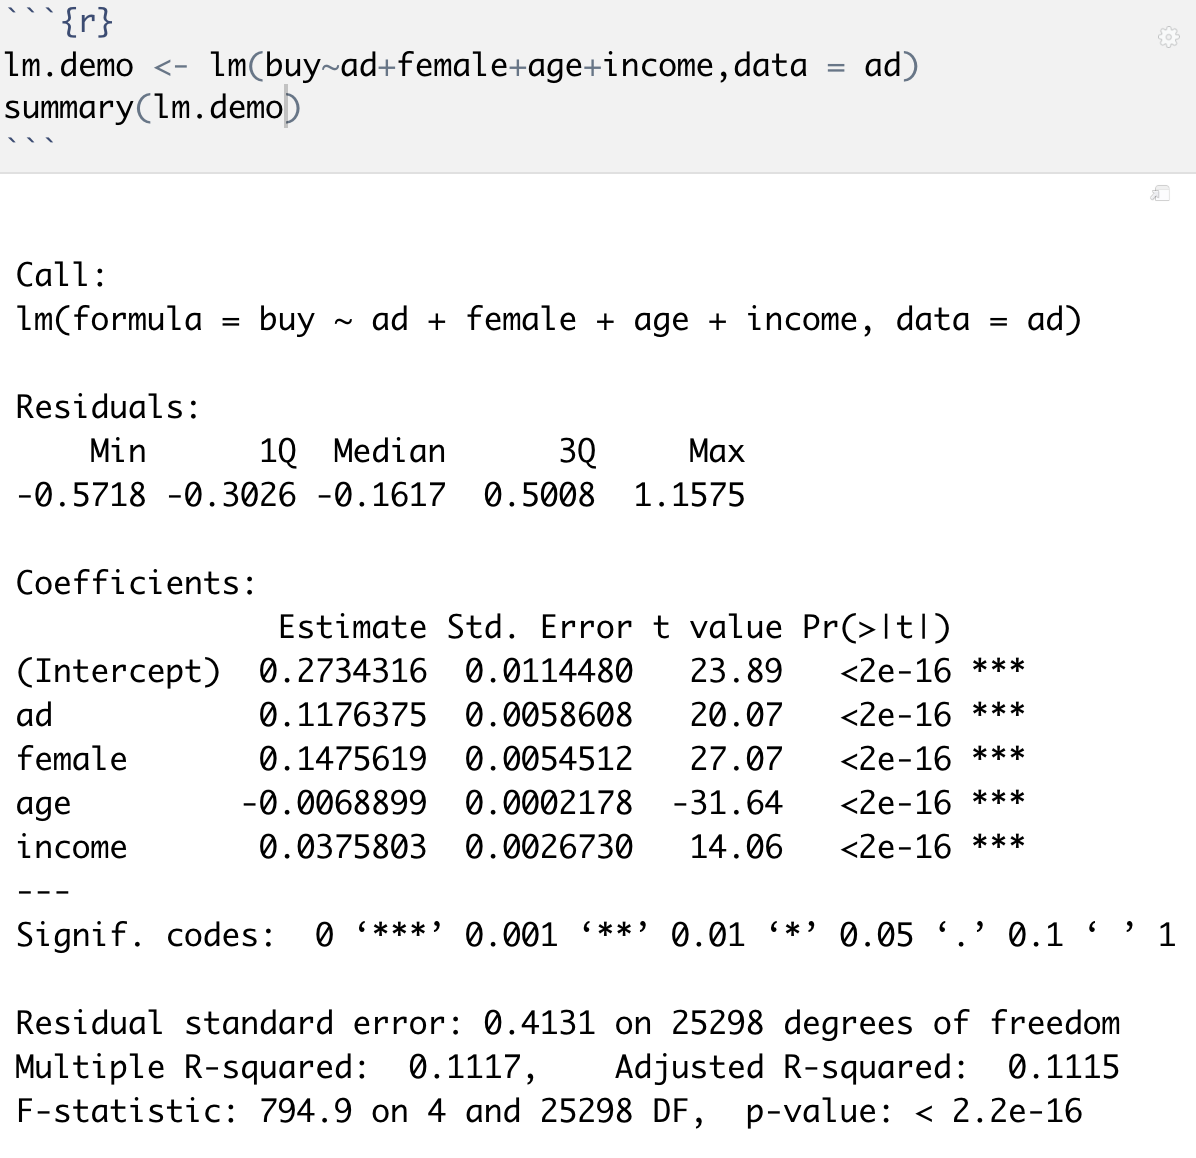 ```{r}
lm.demo <- lm(buy~ad+female+age+income,data = ad)
summary(lm.demo)
```
Call:
lm(formula = buy ~ ad + female + age + income, data = ad)
Residuals:
    Min      1Q  Median      3Q     Max
-0.5718 -0.3026 -0.1617  0.5008  1.1575
Coefficients:
              Estimate Std. Error t value Pr(>|t|)
(Intercept)  0.2734316  0.0114480   23.89   <2e-16 ***
ad           0.1176375  0.0058608   20.07   <2e-16 ***
female       0.1475619  0.0054512   27.07   <2e-16 ***
age         -0.0068899  0.0002178  -31.64   <2e-16 ***
income       0.0375803  0.0026730   14.06   <2e-16 ***
---
Signif. codes:  0 ‘***’ 0.001 ‘**’ 0.01 ‘*’ 0.05 ‘.’ 0.1 ‘ ’ 1
Residual standard error: 0.4131 on 25298 degrees of freedom
Multiple R-squared:  0.1117,    Adjusted R-squared:  0.1115
F-statistic: 794.9 on 4 and 25298 DF,  p-value: < 2.2e-16